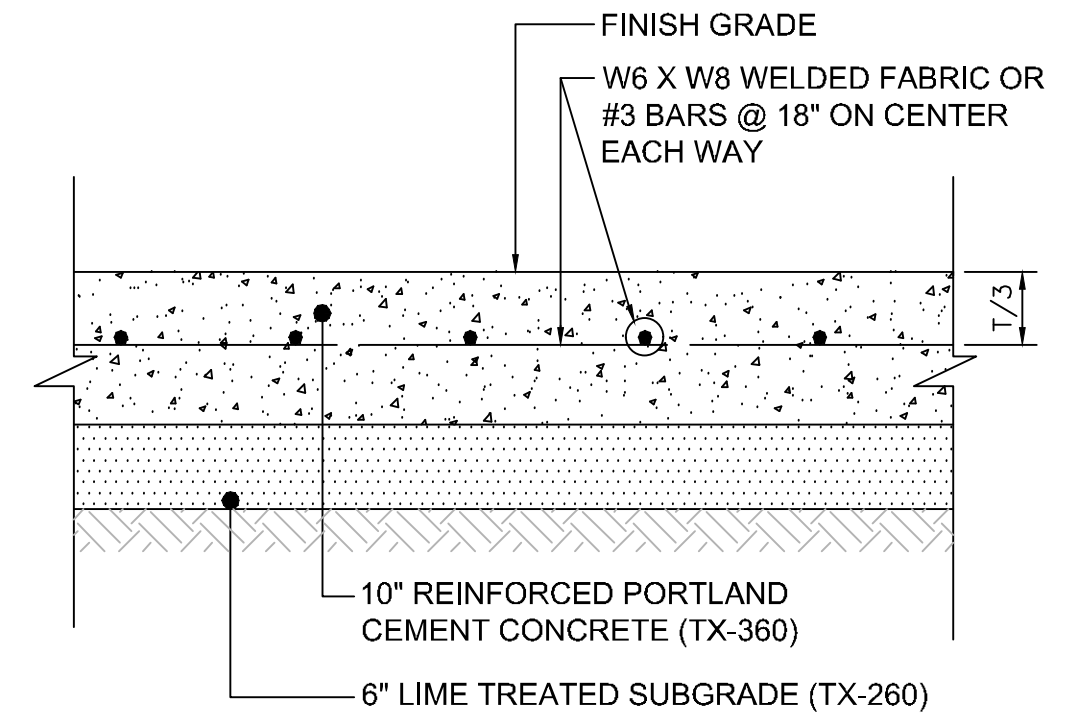 FINISH GRADE
W6 X W8 WELDED FABRIC OR
#3 BARS @ 18" ON CENTER
EACH WAY
T/3
10" REINFORCED PORTLAND
CEMENT CONCRETE (TX-360)
6" LIME TREATED SUBGRADE (TX-260)